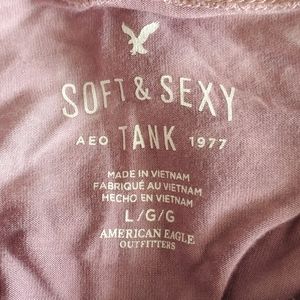 SOFT & SEXY
AEO TANK 1977
MADE IN VIETNAM
FABRIQUÉ AU VIETNAM
HECHO EN VIETNAM
L/G/G
AMERICAN EAGLE
OUTFITTERS